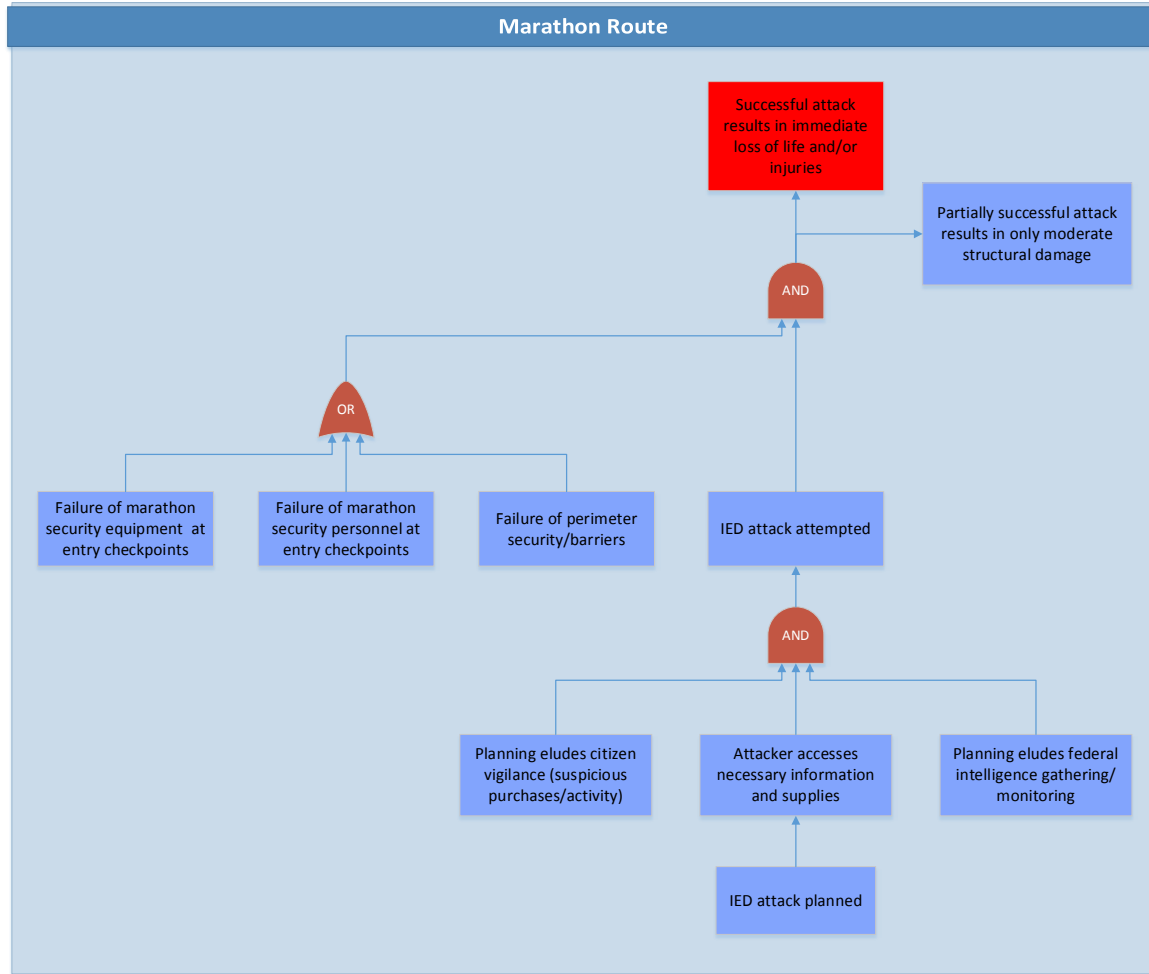 Marathon Route
Successful attack
results in immediate
loss of life and/or
injuries
Partially successful attack
results in only moderate
structural damage
AND
OR
Failure of marathon
security equipment at
entry checkpoints
Failure of marathon
security personnel at
entry checkpoints
Failure of perimeter
security/barriers
IED attack attempted
AND
Planning eludes citizen
vigilance (suspicious
purchases/activity)
Attacker accesses
necessary information
and supplies
Planning eludes federal
intelligence gathering/
monitoring
IED attack planned